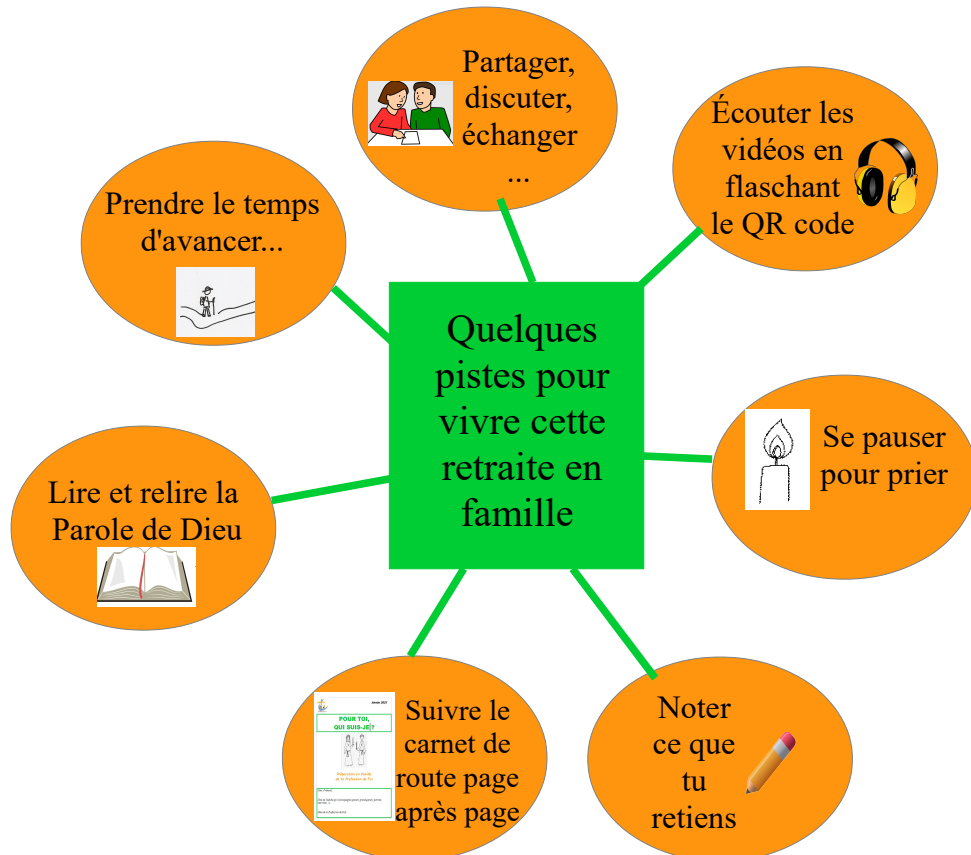 Partager,
discuter,
échanger
...
Écouter les
vidéos en
flaschant
le QR code
Prendre le temps
d'avancer...
Quelques
pistes pour
vivre cette
retraite en
famille
Se pauser
pour prier
Lire et relire la
Parole de Dieu
Suivre le
carnet de
route page
après page
POUR TOI,
QUI SUIS-JE ?
Noter
ce que
tu
retiens